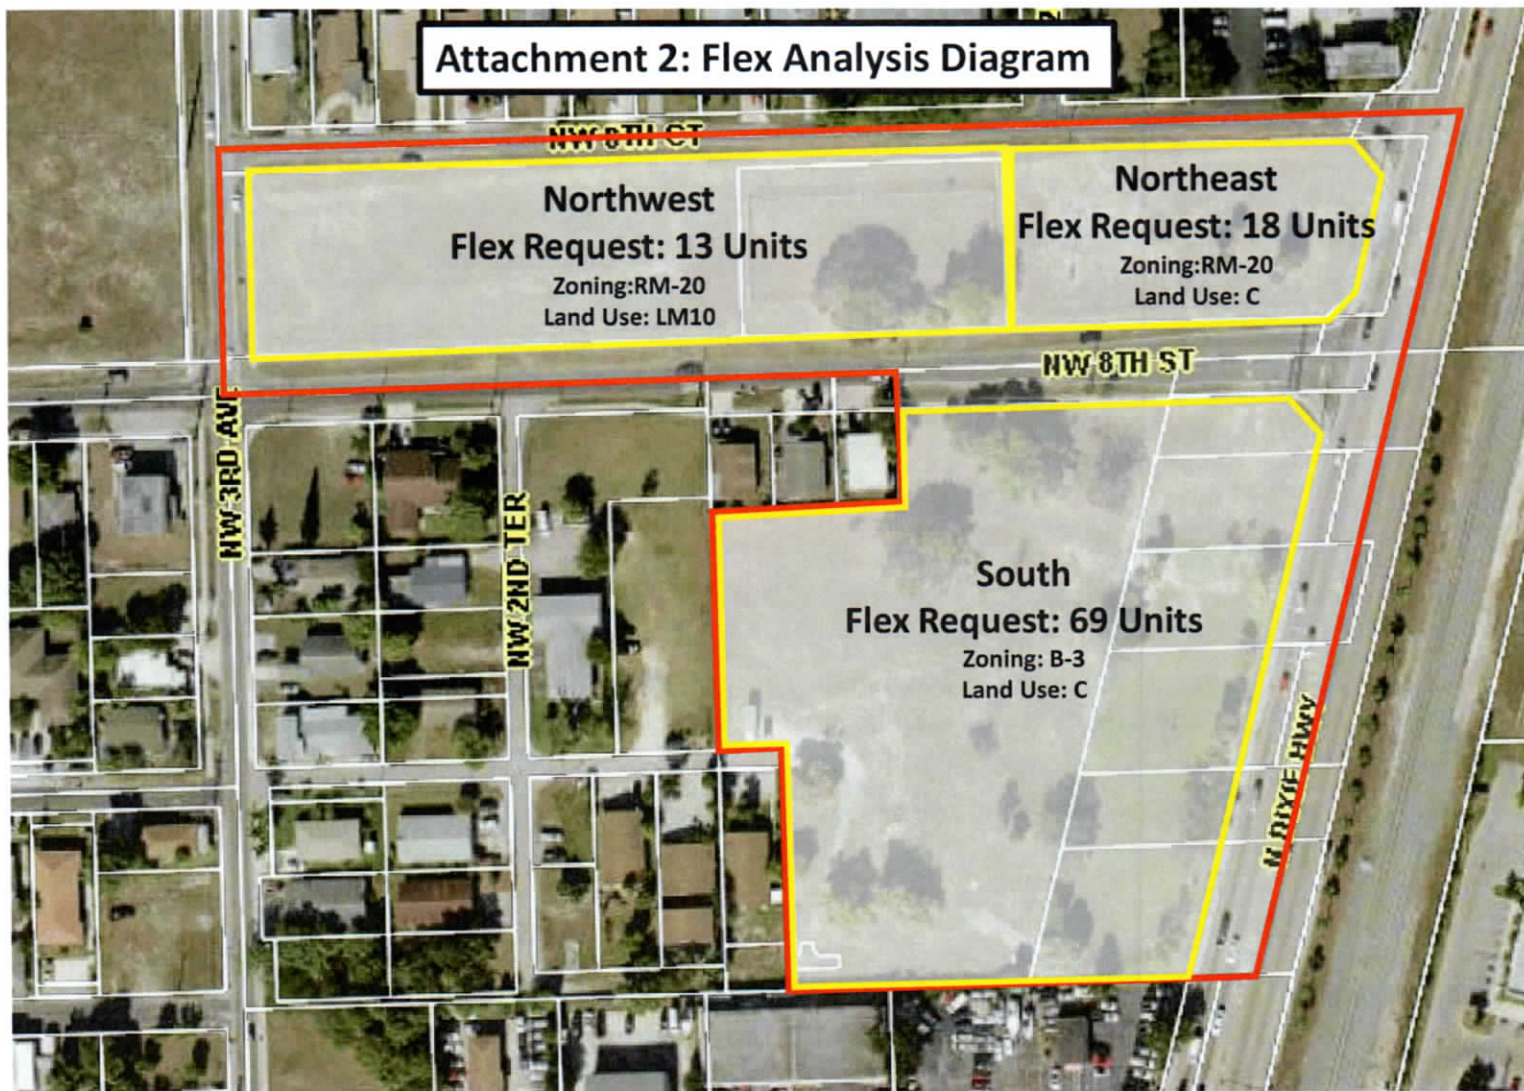 Attachment 2: Flex Analysis Diagram
NW 8TH CT
Northwest
Flex Request: 13 Units
Zoning:RM-20
Land Use: LM10
Northeast
Flex Request: 18 Units
Zoning:RM-20
Land Use: C
NW 8TH ST
NW 3RD AVE
NW 2ND TER
South
Flex Request: 69 Units
Zoning: B-3
Land Use: C
N DIXIE HWY